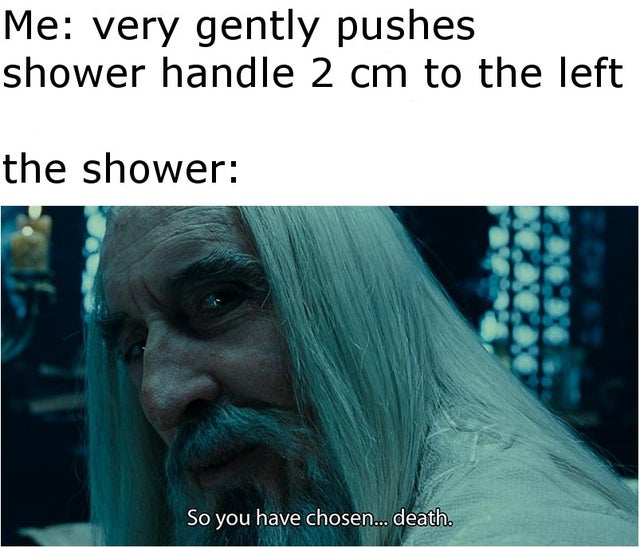 Me: very gently pushes
shower handle 2 cm to the left
the shower:
So you have chosen... death.